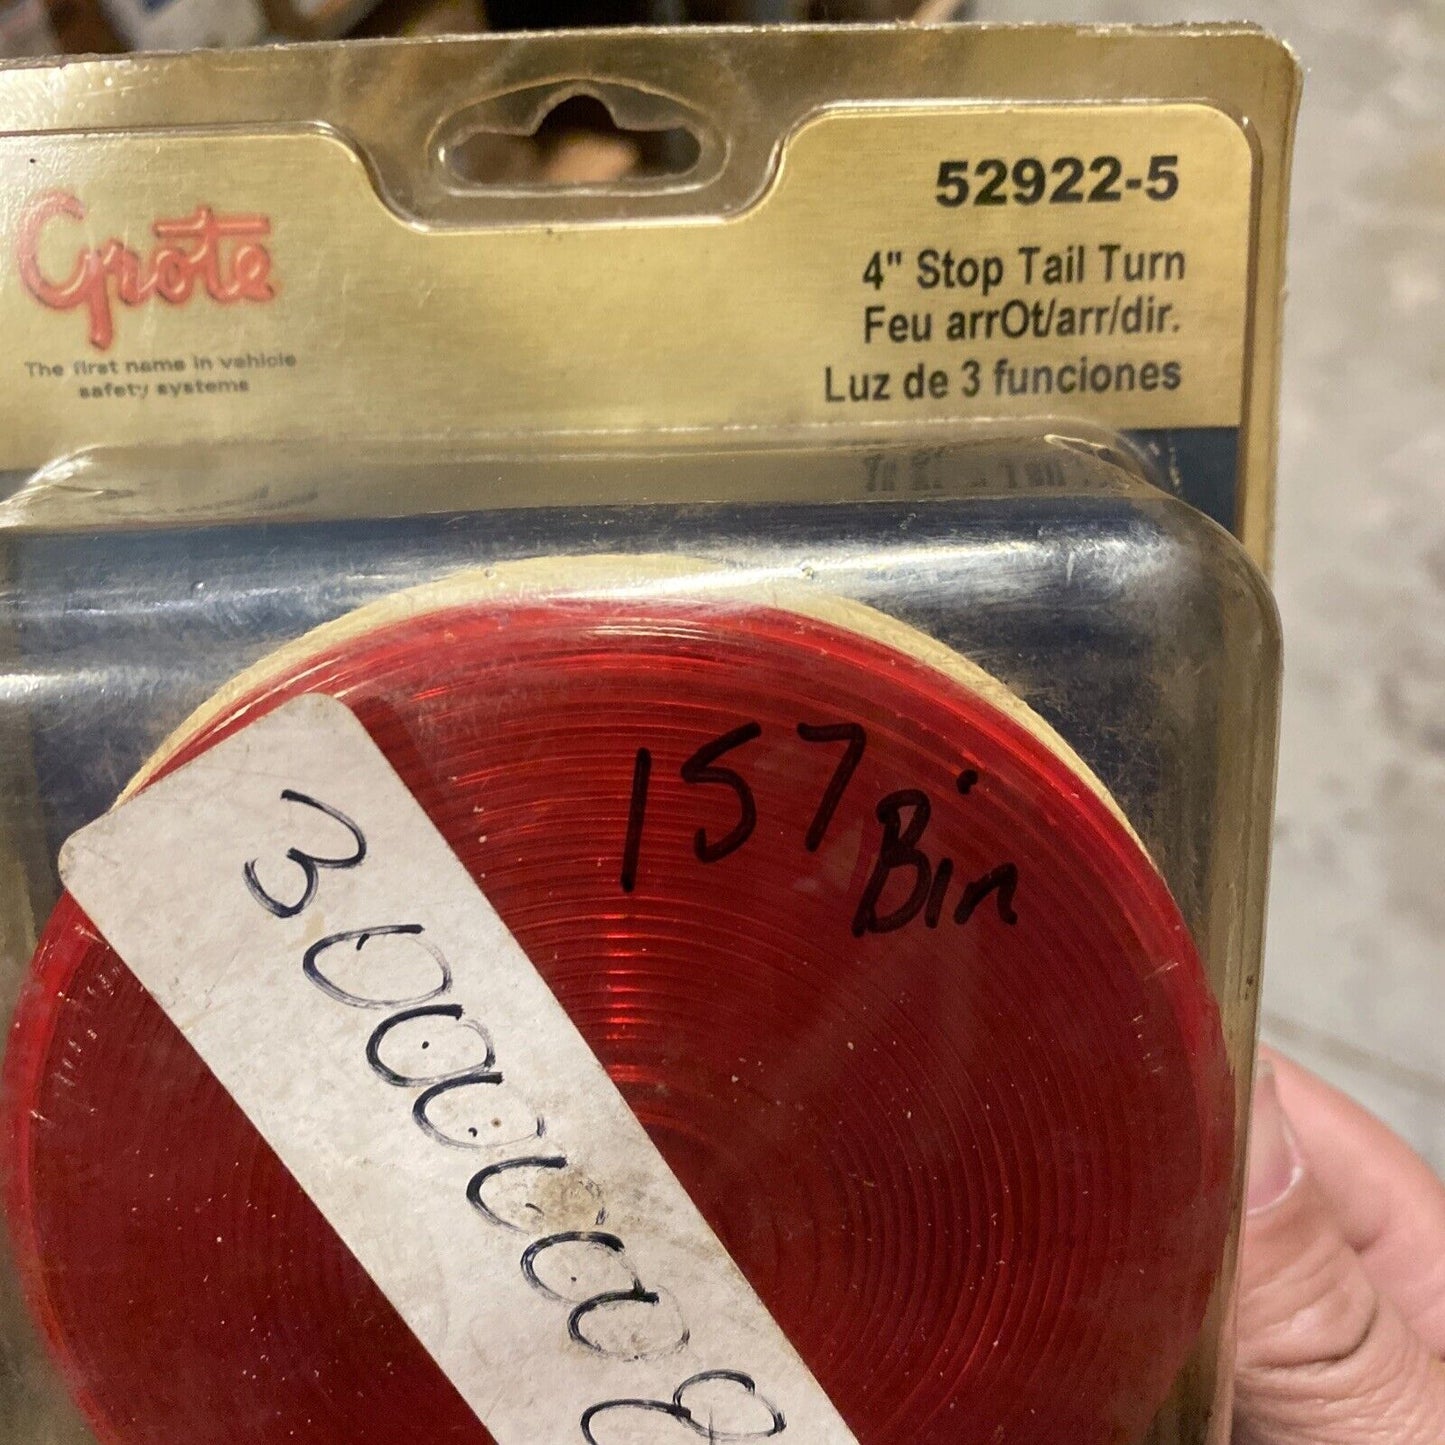 Grote
The first name in vehicle
safety systems
52922-5
4" Stop Tail Turn
Feu arrOt/arr/dir.
Luz de 3 funciones
157
Bin